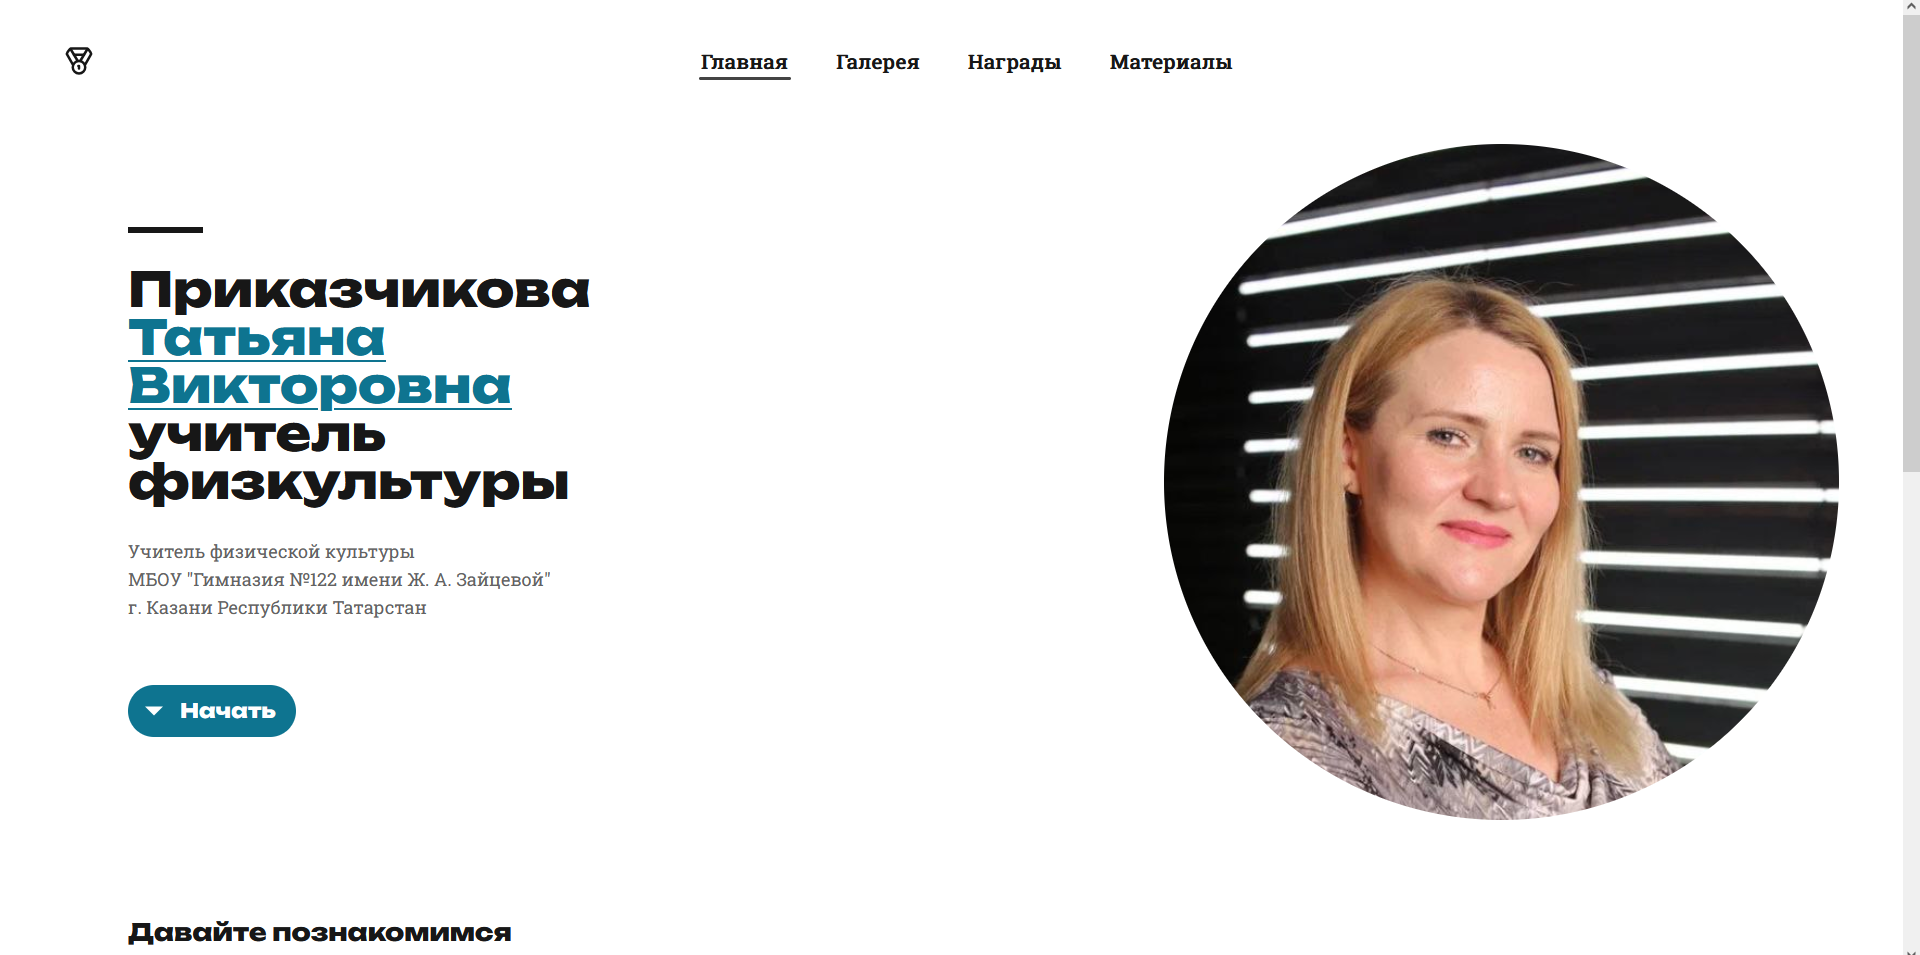 Главная Галерея Награды Материалы
Приказчикова
Татьяна
Викторовна
учитель
физкультуры
Учитель физической культуры
МБОУ "Гимназия №122 имени Ж. А. Зайцевой"
г. Казани Республики Татарстан
Начать
Давайте познакомимся